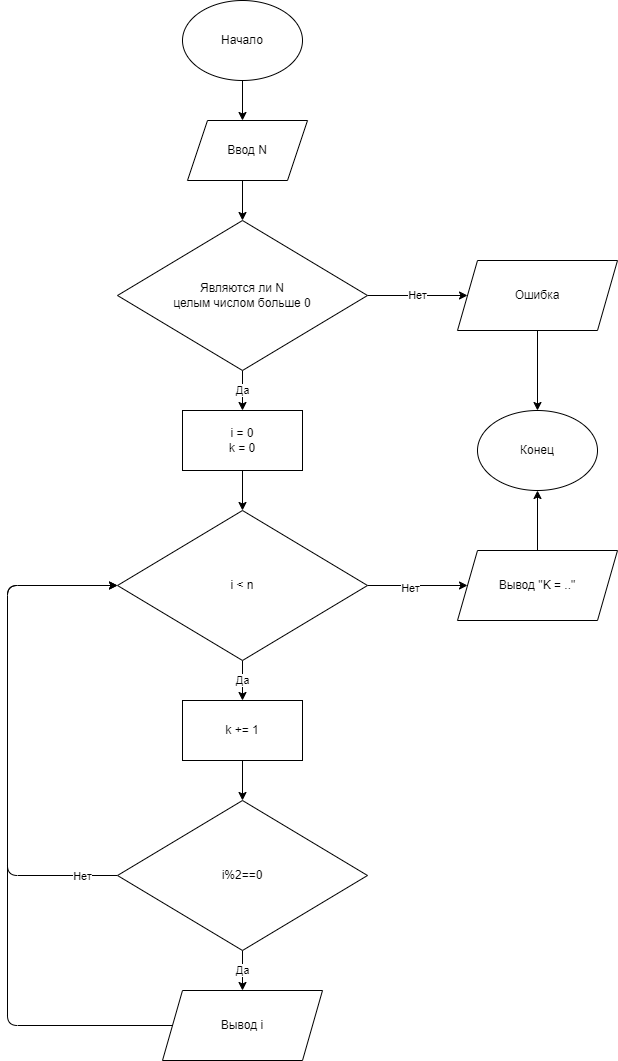 Начало
Ввод N
Являются ли N
целым числом больше 0
Нет
Ошибка
Да
i = 0
k = 0
Конец
i < n
Нет
Вывод "K = .."
Да
k += 1
i%2==0
Нет
Да
Вывод i